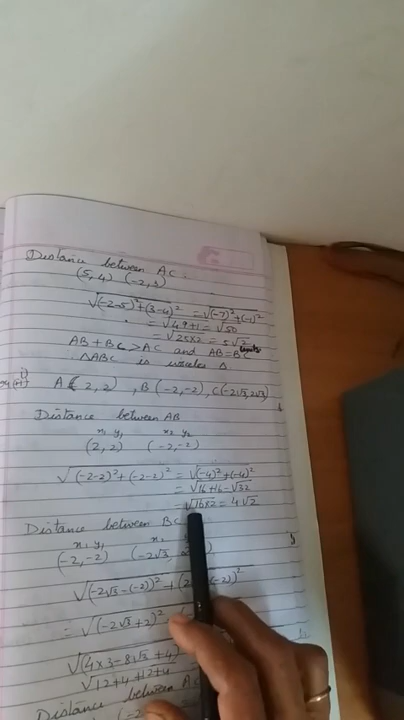 Distance between AC:
(5, 4) (-2, 3)
√(-2-5)²+(3-4)² = √(-7)²+(-1)²
= √49+1 = √50
= √25×2 = 5√2 units
AB + BC > AC and AB = BC
∴ △ABC is isosceles △
A(2, 2) , B(-2, -2), C(-2√3, 2√3)
Distance between AB
x₁ y₁ x₂ y₂
(2, 2) (-2, -2)
√(-2-2)²+(-2-2)² = √(-4)²+(-4)²
= √16+16 = √32
= √16×2 = 4√2
Distance between BC
x₁ y₁ x₂
(-2, -2) (-2√3,
√(-2√3-(-2))²+(2 (-2))²
= √(-2√3+2)²
√(4×3-8√3+4)
√12+4+12+4
Distance between A